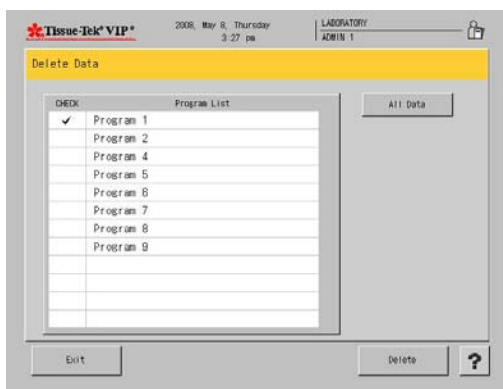 Tissue-Tek® VIP®
2008, May 8, Thursday
3:27 pm
LABORATORY
ADMIN 1
Delete Data
CHECK Program List
✓ Program 1
Program 2
Program 4
Program 5
Program 6
Program 7
Program 8
Program 9
All Data
Exit
Delete
?